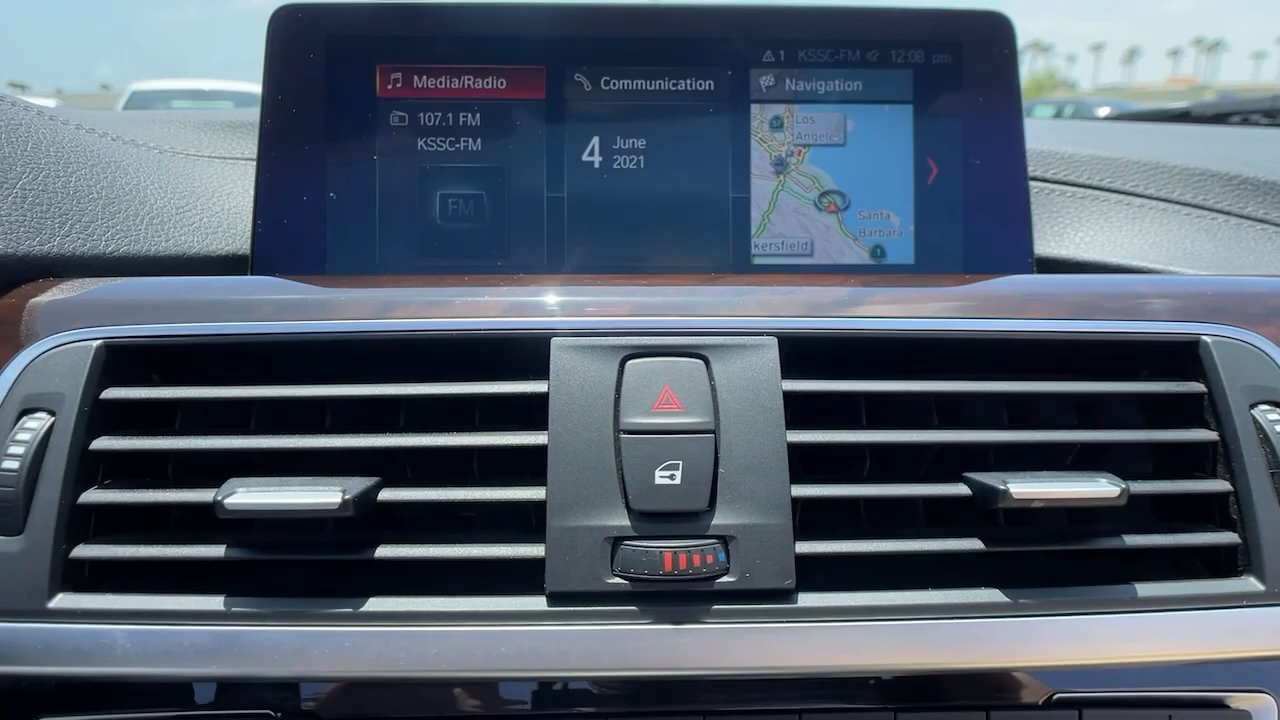 1 KSSC-FM 12:08 pm
Media/Radio
Communication
Navigation
107.1 FM
KSSC-FM
FM
4
June
2021
Los
Angeles
Santa
Barbara
kersfield
1